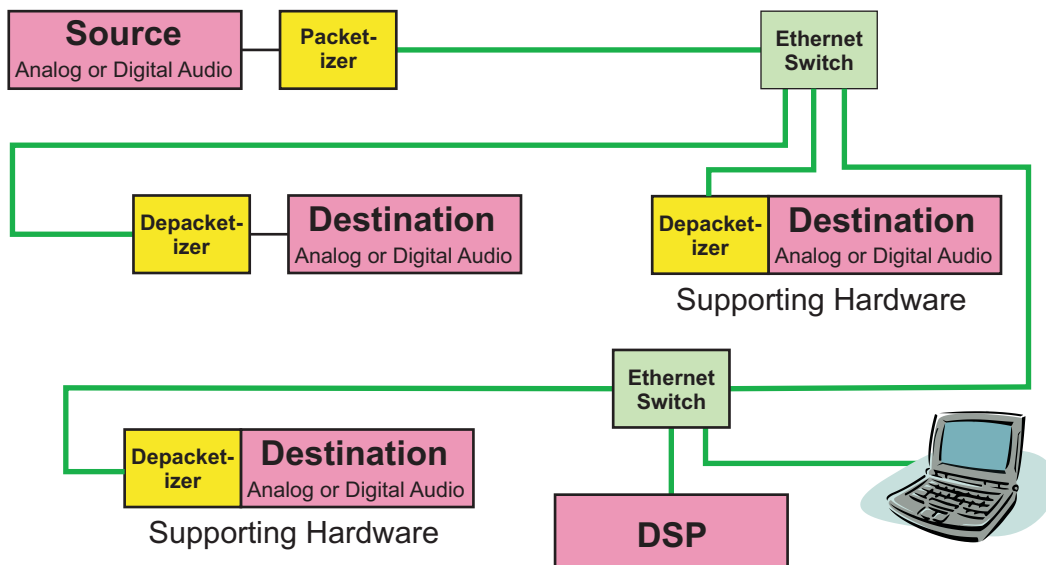 Source
Analog or Digital Audio
Packet-
izer
Ethernet
Switch
Depacket-
izer
Destination
Analog or Digital Audio
Depacket-
izer
Destination
Analog or Digital Audio
Supporting Hardware
Ethernet
Switch
Depacket-
izer
Destination
Analog or Digital Audio
Supporting Hardware
DSP